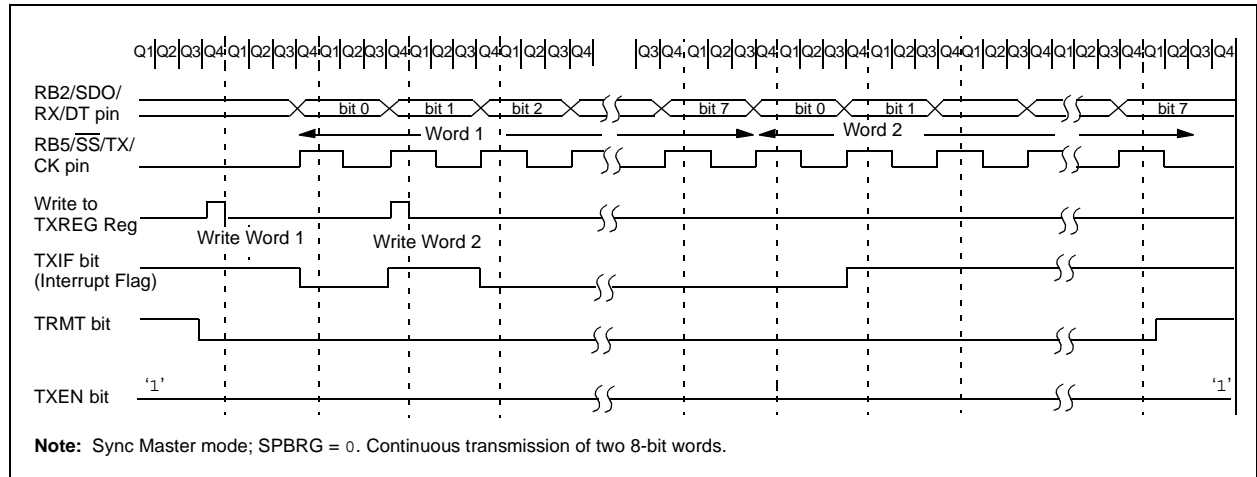 Q1 Q2 Q3 Q4 Q1 Q2 Q3 Q4 Q1 Q2 Q3 Q4 Q1 Q2 Q3 Q4 Q1 Q2 Q3 Q4 Q3 Q4 Q1 Q2 Q3 Q4 Q1 Q2 Q3 Q4 Q1 Q2 Q3 Q4 Q1 Q2 Q3 Q4 Q1 Q2 Q3 Q4 Q1 Q2 Q3 Q4
RB2/SDO/
RX/DT pin
bit 0 bit 1 bit 2 bit 7 bit 0 bit 1 bit 7
Word 1 Word 2
RB5/SS/TX/
CK pin
Write to
TXREG Reg
Write Word 1 Write Word 2
TXIF bit
(Interrupt Flag)
TRMT bit
TXEN bit
‘1’ ‘1’
Note: Sync Master mode; SPBRG = 0. Continuous transmission of two 8-bit words.